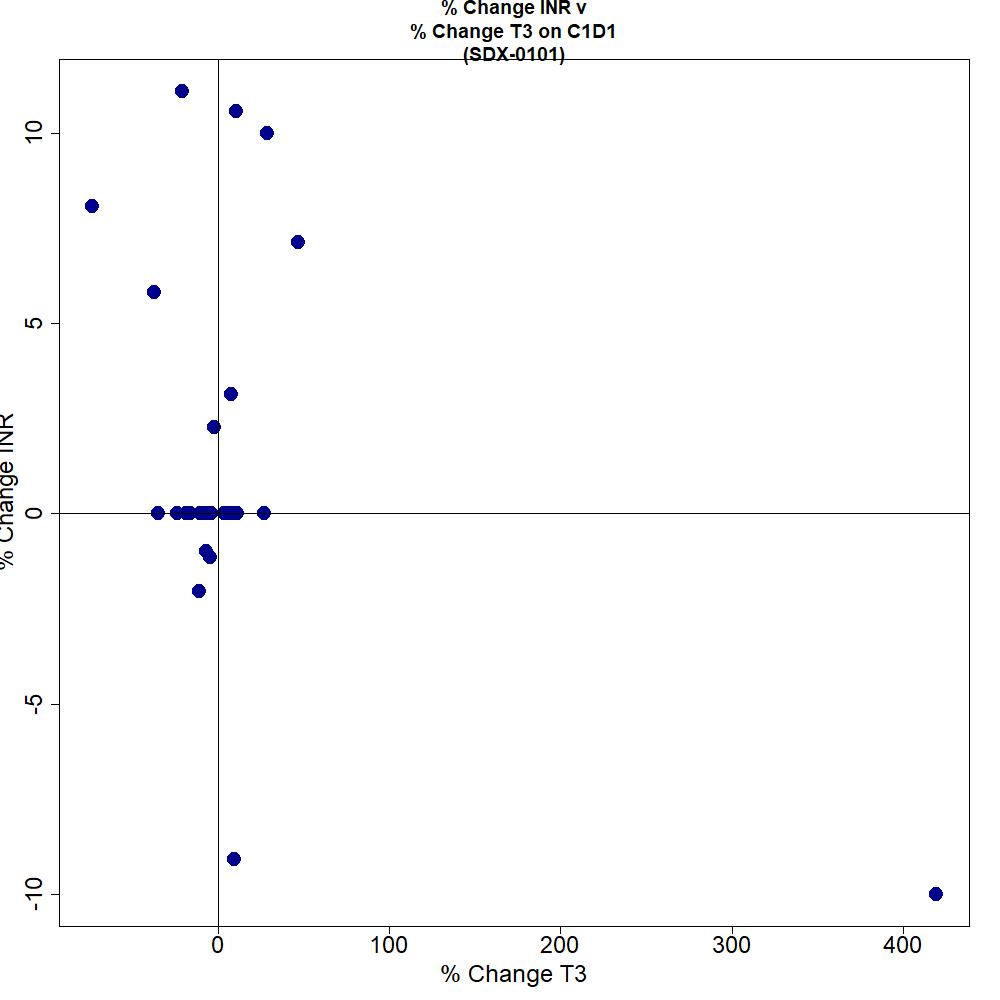 % Change INR v
% Change T3 on C1D1
(SDX-0101)
10
5
0
-5
-10
% Change INR
0
100
200
300
400
% Change T3